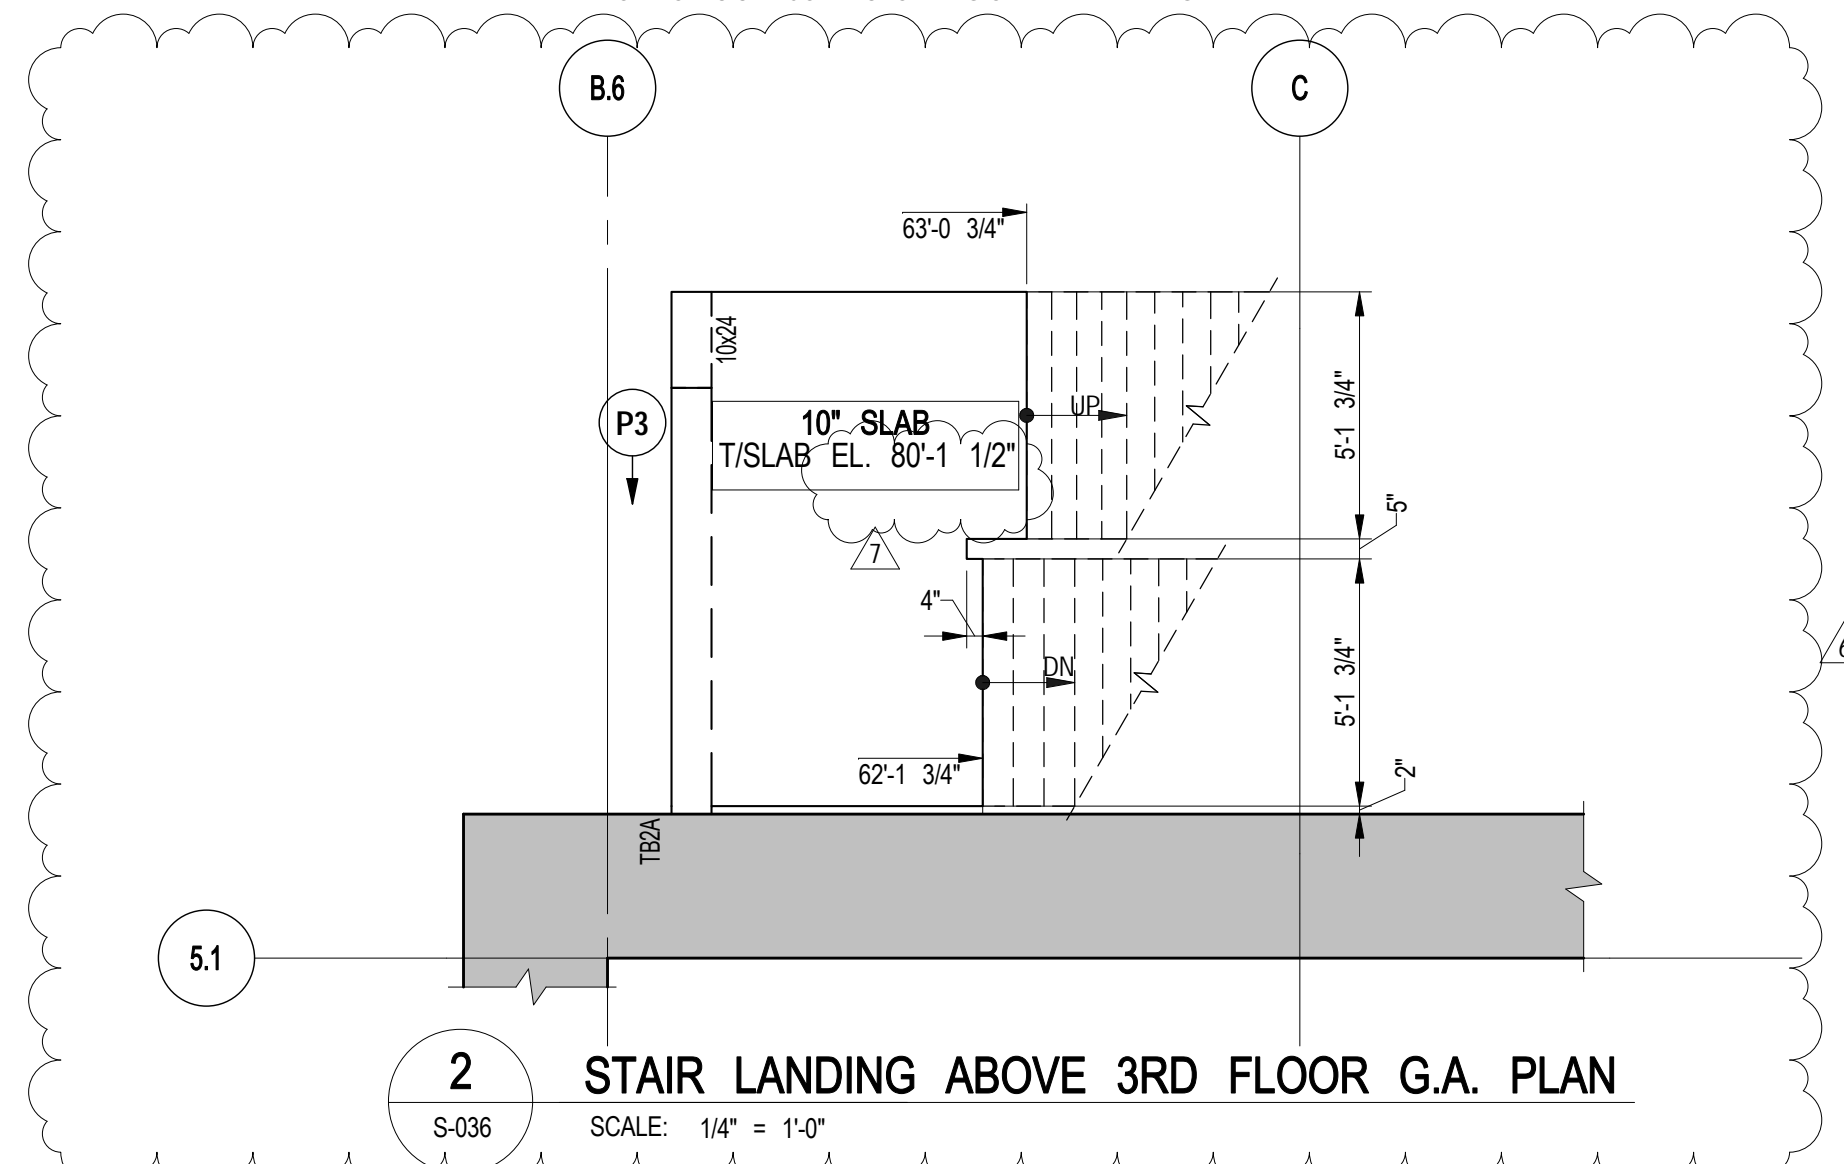 B.6
C
63'-0 3/4"
10x24
P3
10" SLAB
T/SLAB EL. 80'-1 1/2"
UP
5'-1 3/4"
5"
7
4"
DN
5'-1 3/4"
62'-1 3/4"
2"
TB2A
5.1
2
S-036
STAIR LANDING ABOVE 3RD FLOOR G.A. PLAN
SCALE: 1/4" = 1'-0"